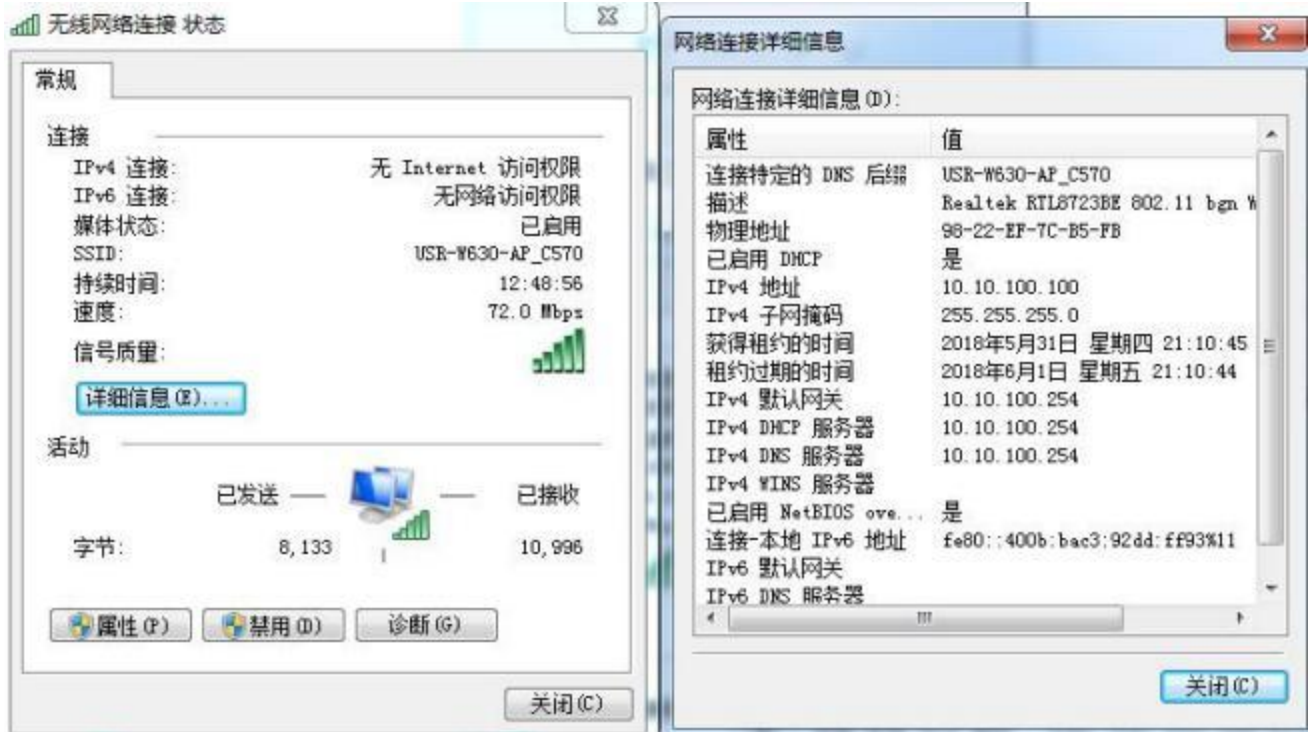 无线网络连接 状态
常规
连接
IPv4 连接: 无 Internet 访问权限
IPv6 连接: 无网络访问权限
媒体状态: 已启用
SSID: USR-W630-AP_C570
持续时间: 12:48:56
速度: 72.0 Mbps
信号质量:
详细信息(E)...
活动
已发送 — — 已接收
字节: 8,133 10,996
属性(P) 禁用(D) 诊断(G)
关闭(C)
网络连接详细信息
网络连接详细信息(D):
属性 值
连接特定的 DNS 后缀 USR-W630-AP_C570
描述 Realtek RTL8723BE 802.11 bgn W
物理地址 98-22-EF-7C-B5-FB
已启用 DHCP 是
IPv4 地址 10.10.100.100
IPv4 子网掩码 255.255.255.0
获得租约的时间 2018年5月31日 星期四 21:10:45
租约过期的时间 2018年6月1日 星期五 21:10:44
IPv4 默认网关 10.10.100.254
IPv4 DHCP 服务器 10.10.100.254
IPv4 DNS 服务器 10.10.100.254
IPv4 WINS 服务器
已启用 NetBIOS ove... 是
连接-本地 IPv6 地址 fe80::400b:bac3:92dd:ff93%11
IPv6 默认网关
IPv6 DNS 服务器
关闭(C)